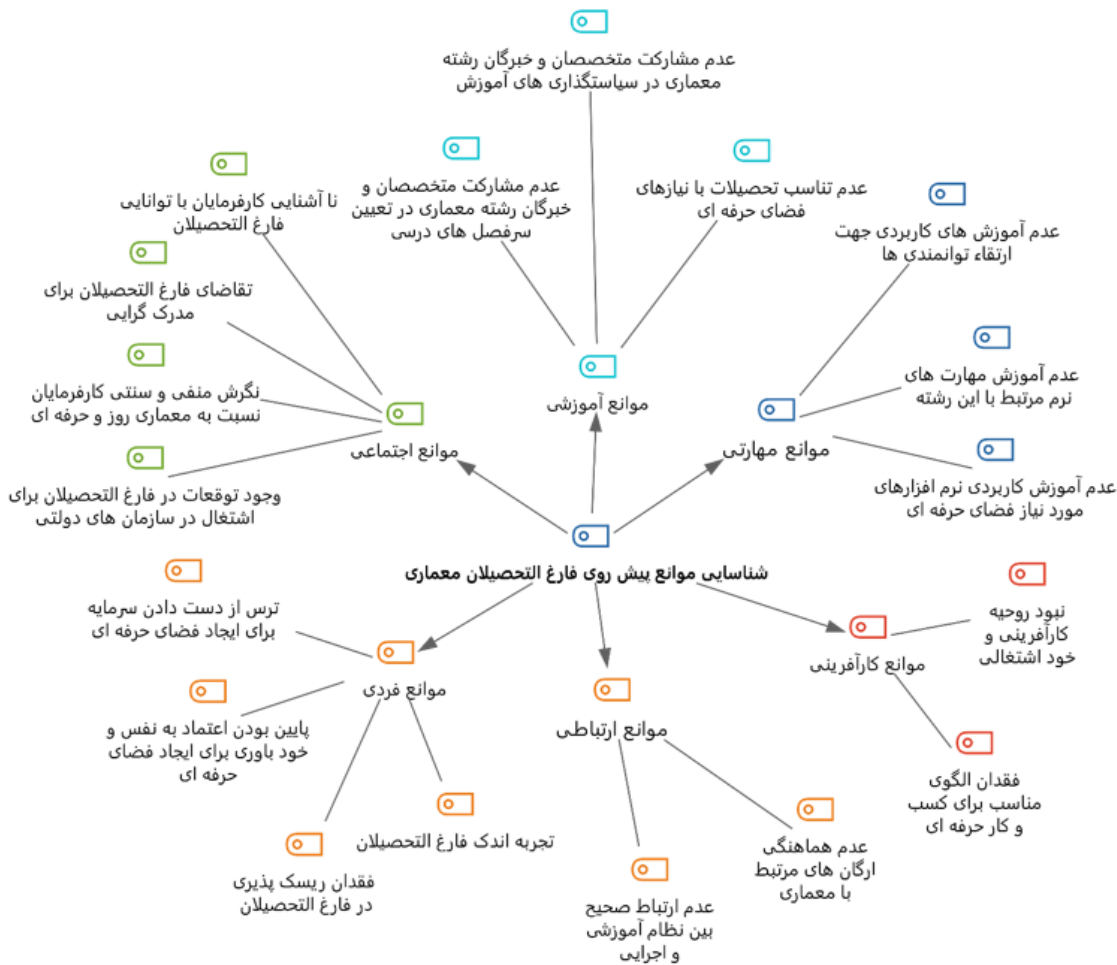 عدم مشارکت متخصصان و خبرگان رشته
معماری در سیاستگذاری های آموزش
نا آشنایی کارفرمایان با توانایی
فارغ التحصیلان
عدم مشارکت متخصصان و
خبرگان رشته معماری در تعیین
سرفصل های درسی
عدم تناسب تحصیلات با نیازهای
فضای حرفه ای
عدم آموزش های کاربردی جهت
ارتقاء توانمندی ها
تقاضای فارغ التحصیلان برای
مدرک گرایی
نگرش منفی و سنتی کارفرمایان
نسبت به معماری روز و حرفه ای
عدم آموزش مهارت های
نرم مرتبط با این رشته
موانع آموزشی
موانع اجتماعی
موانع مهارتی
وجود توقعات در فارغ التحصیلان برای
اشتغال در سازمان های دولتی
عدم آموزش کاربردی نرم افزارهای
مورد نیاز فضای حرفه ای
شناسایی موانع پیش روی فارغ التحصیلان معماری
ترس از دست دادن سرمایه
برای ایجاد فضای حرفه ای
نبود روحیه
کارآفرینی و
خود اشتغالی
موانع کارآفرینی
موانع فردی
موانع ارتباطی
پایین بودن اعتماد به نفس و
خود باوری برای ایجاد فضای
حرفه ای
فقدان الگوی
مناسب برای کسب
و کار حرفه ای
تجربه اندک فارغ التحصیلان
عدم هماهنگی
ارگان های مرتبط
با معماری
فقدان ریسک پذیری
در فارغ التحصیلان
عدم ارتباط صحیح
بین نظام آموزشی
و اجرایی